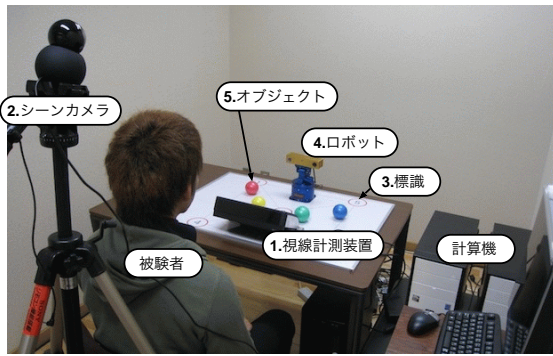 5.オブジェクト
2.シーンカメラ
4.ロボット
3.標識
1.視線計測装置
計算機
被験者